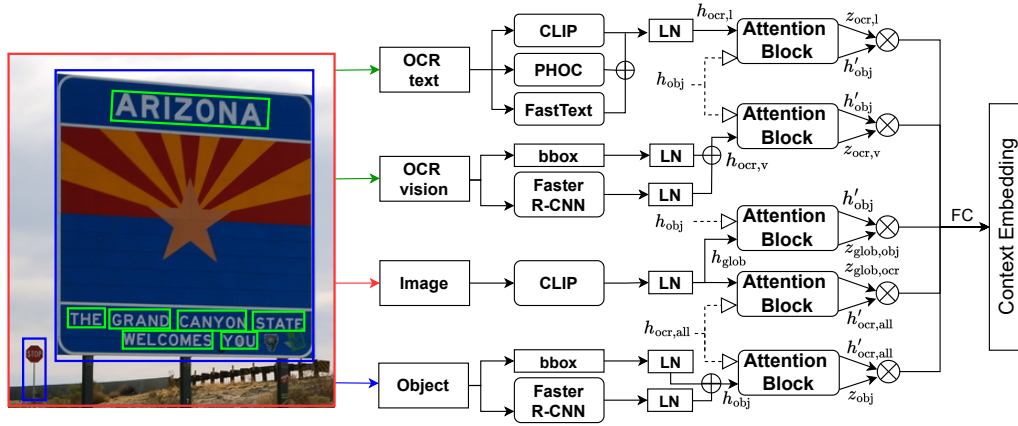 ARIZONA
THE GRAND CANYON STATE
WELCOMES YOU
STOP
OCR text
OCR vision
Image
Object
CLIP
PHOC
FastText
bbox
Faster R-CNN
CLIP
bbox
Faster R-CNN
LN
LN
LN
LN
LN
LN
h_ocr,l
h_obj
h_ocr,v
h_obj
h_glob
h_ocr,all
h_obj
Attention Block
Attention Block
Attention Block
Attention Block
Attention Block
z_ocr,l
h'_obj
h'_obj
z_ocr,v
h'_obj
z_glob,obj
z_glob,ocr
h'_ocr,all
h'_ocr,all
z_obj
FC
Context Embedding